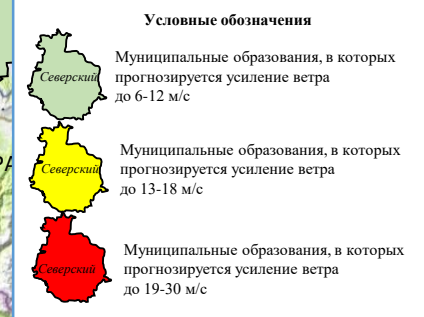 Условные обозначения
Северский
Муниципальные образования, в которых
прогнозируется усиление ветра
до 6-12 м/с
Северский
Муниципальные образования, в которых
прогнозируется усиление ветра
до 13-18 м/с
Северский
Муниципальные образования, в которых
прогнозируется усиление ветра
до 19-30 м/с